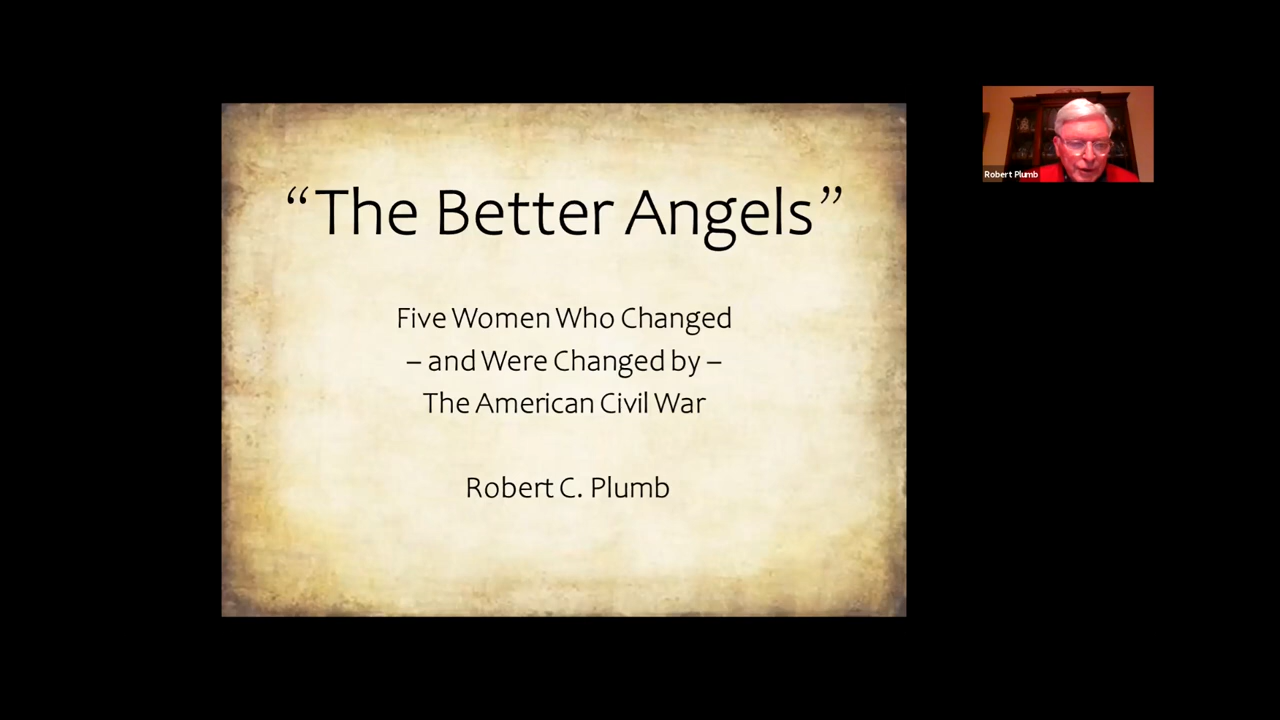 “The Better Angels”
Five Women Who Changed
– and Were Changed by –
The American Civil War
Robert C. Plumb
Robert Plumb